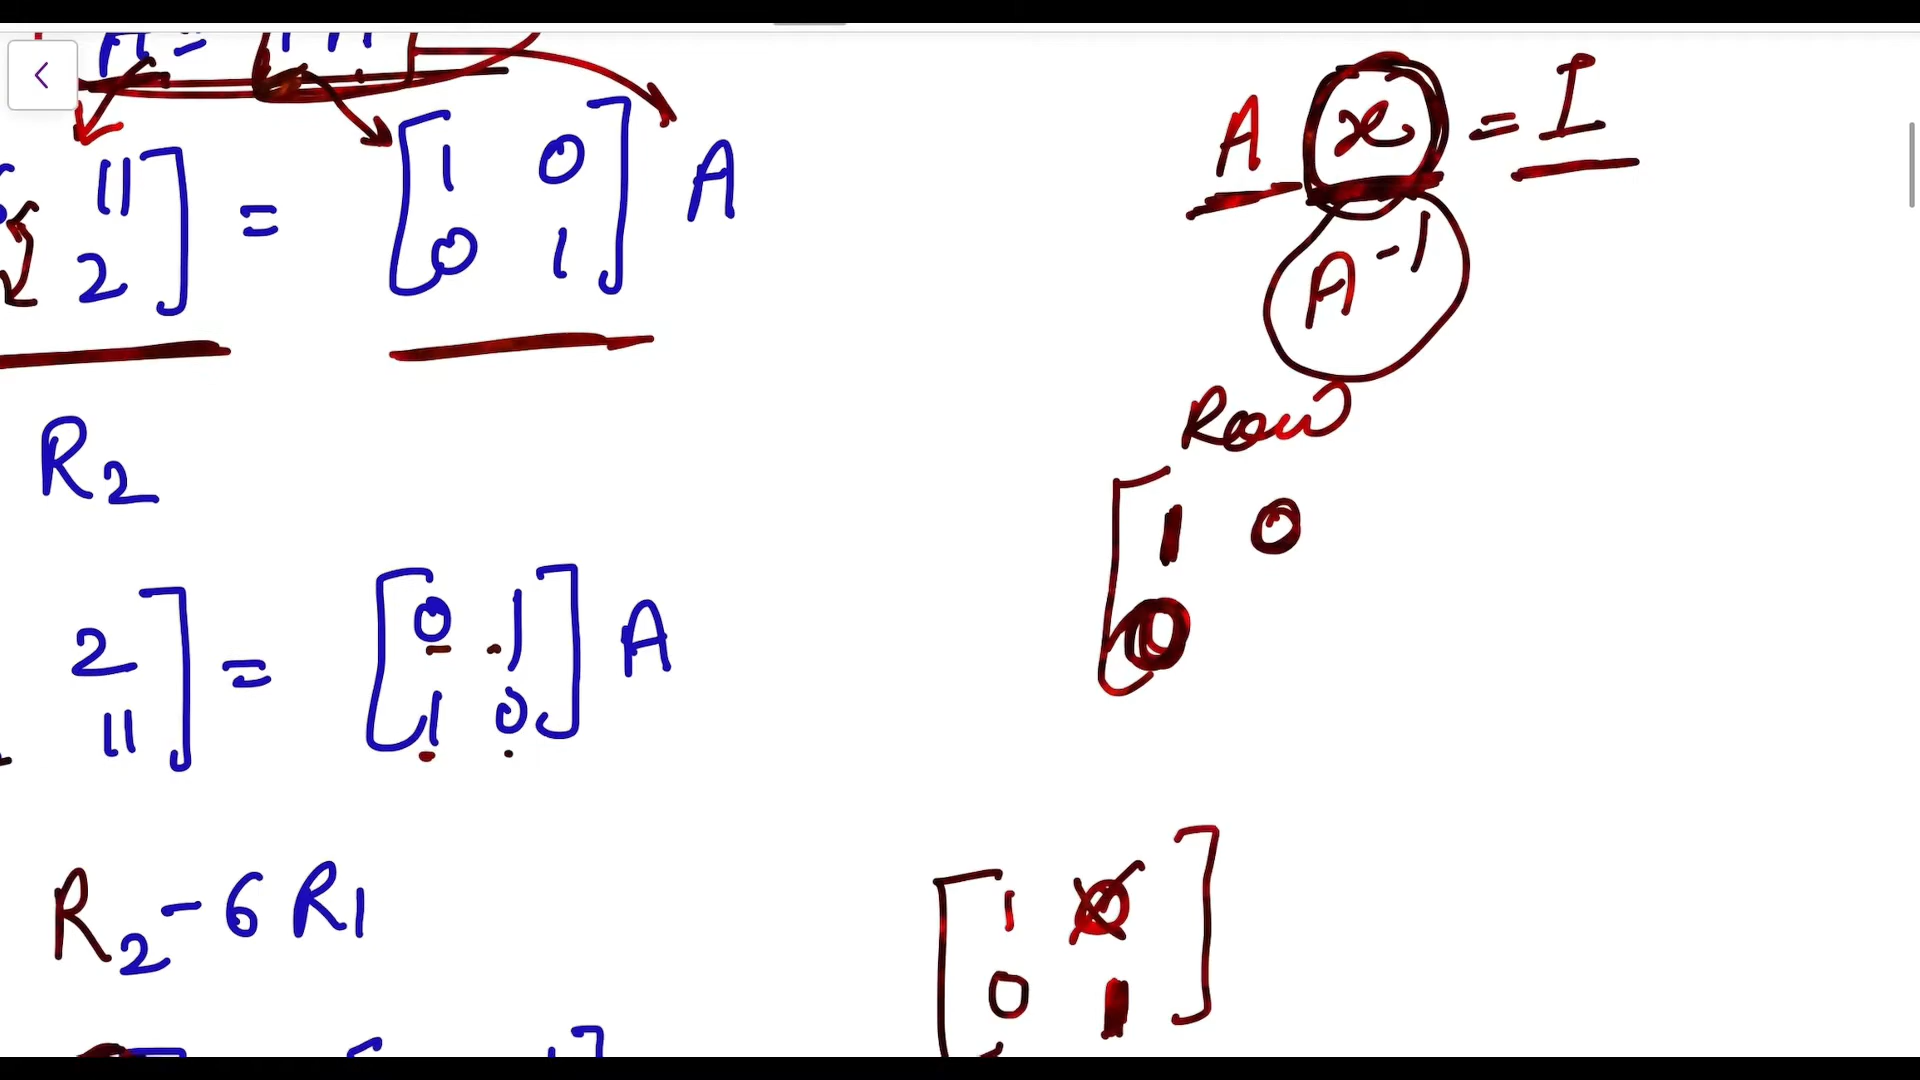 A =
11
2 ] = [ 1 0
0 1 ] A
R2
2
11 ] = [ 0 1
1 0 ] A
R2 - 6 R1
A x = I
A-1
Row
[ 1 0
0
[ 1 0
0 1 ]